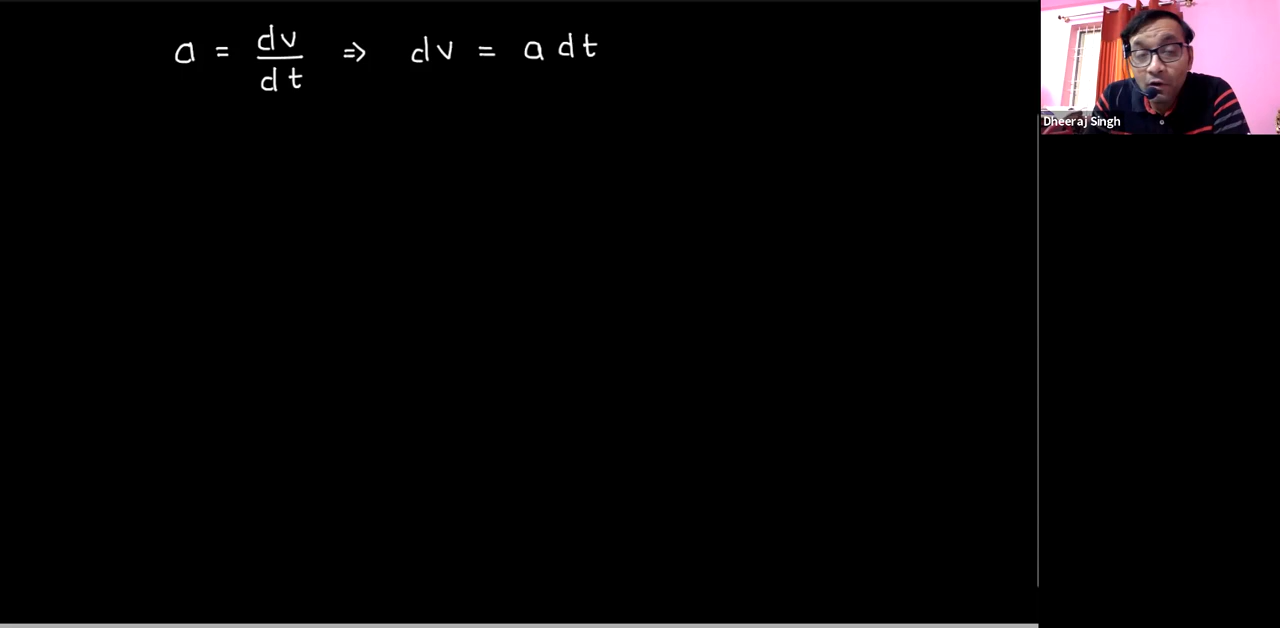 a = dv/dt ⇒ dv = a dt
Dheeraj Singh